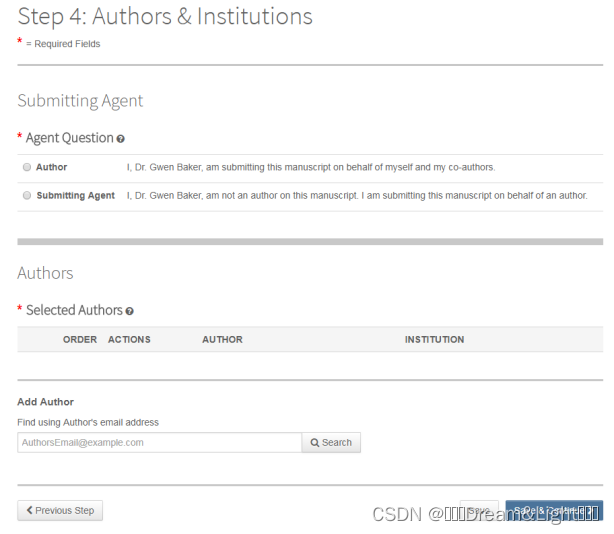 Step 4: Authors & Institutions
* = Required Fields
Submitting Agent
* Agent Question
Author I, Dr. Gwen Baker, am submitting this manuscript on behalf of myself and my co-authors.
Submitting Agent I, Dr. Gwen Baker, am not an author on this manuscript. I am submitting this manuscript on behalf of an author.
Authors
* Selected Authors
ORDER ACTIONS AUTHOR INSTITUTION
Add Author
Find using Author's email address
AuthorsEmail@example.com Search
Previous Step Save Save & Continue
CSDN @Dream&Light